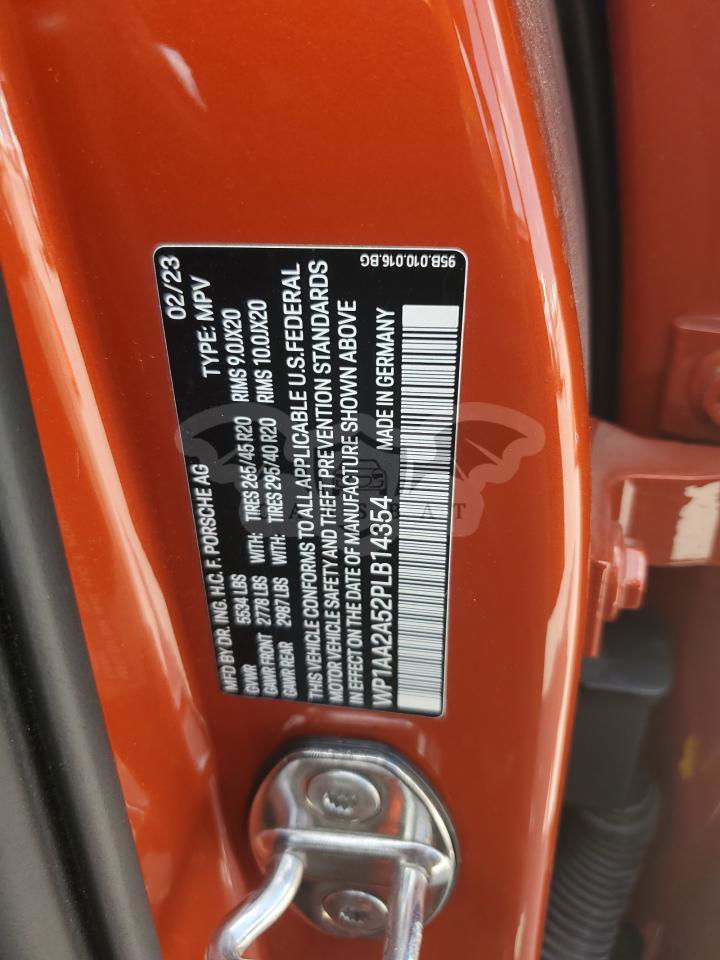 MFD BY DR. ING. H.C. F. PORSCHE AG 02/23
GVWR 5534 LBS TYPE: MPV
GAWR FRONT 2778 LBS WITH: TIRES 265/45 R20 RIMS 9.0JX20
GAWR REAR 2987 LBS WITH: TIRES 295/40 R20 RIMS 10.0JX20
THIS VEHICLE CONFORMS TO ALL APPLICABLE U.S. FEDERAL
MOTOR VEHICLE SAFETY AND THEFT PREVENTION STANDARDS
IN EFFECT ON THE DATE OF MANUFACTURE SHOWN ABOVE
WP1AA2A52PLB14354 MADE IN GERMANY
95B.010.016.BG